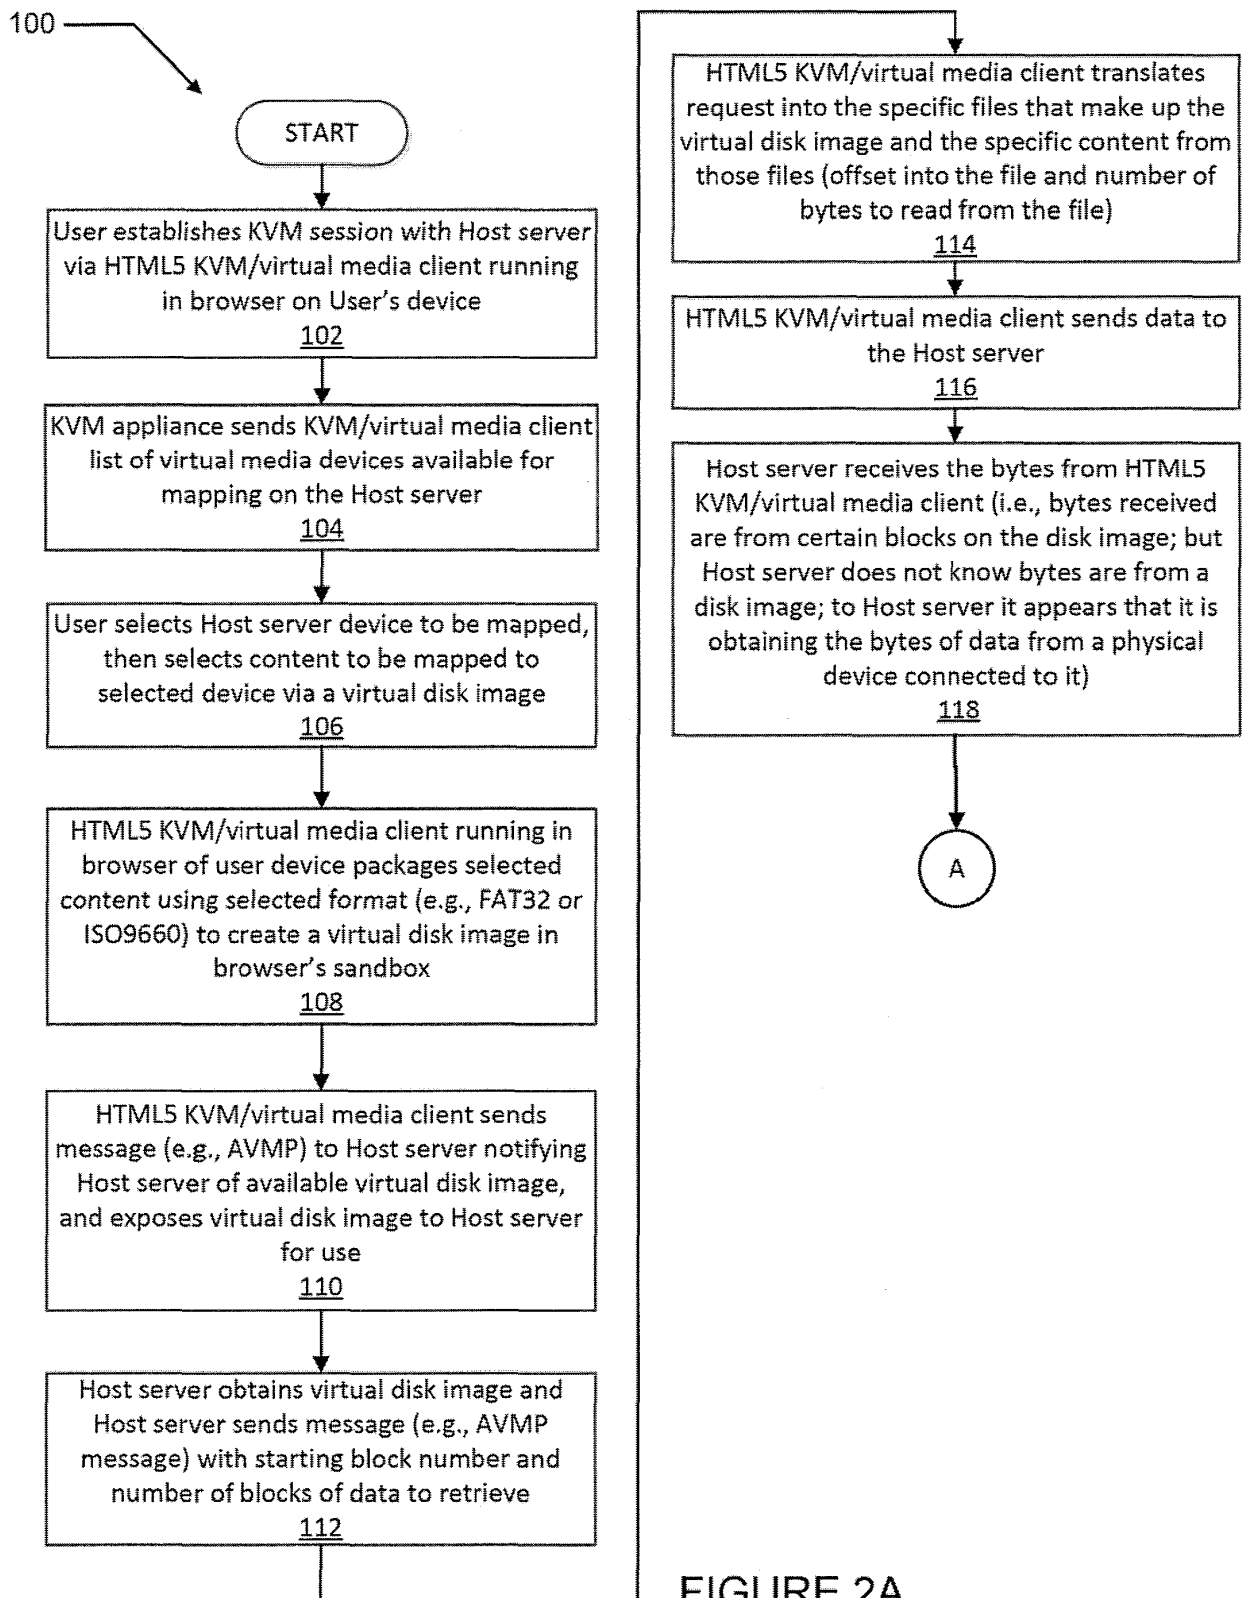 100
START
User establishes KVM session with Host server
via HTML5 KVM/virtual media client running
in browser on User's device
102
KVM appliance sends KVM/virtual media client
list of virtual media devices available for
mapping on the Host server
104
User selects Host server device to be mapped,
then selects content to be mapped to
selected device via a virtual disk image
106
HTML5 KVM/virtual media client running in
browser of user device packages selected
content using selected format (e.g., FAT32 or
ISO9660) to create a virtual disk image in
browser's sandbox
108
HTML5 KVM/virtual media client sends
message (e.g., AVMP) to Host server notifying
Host server of available virtual disk image,
and exposes virtual disk image to Host server
for use
110
Host server obtains virtual disk image and
Host server sends message (e.g., AVMP
message) with starting block number and
number of blocks of data to retrieve
112
HTML5 KVM/virtual media client translates
request into the specific files that make up the
virtual disk image and the specific content from
those files (offset into the file and number of
bytes to read from the file)
114
HTML5 KVM/virtual media client sends data to
the Host server
116
Host server receives the bytes from HTML5
KVM/virtual media client (i.e., bytes received
are from certain blocks on the disk image; but
Host server does not know bytes are from a
disk image; to Host server it appears that it is
obtaining the bytes of data from a physical
device connected to it)
118
A
FIGURE 2A